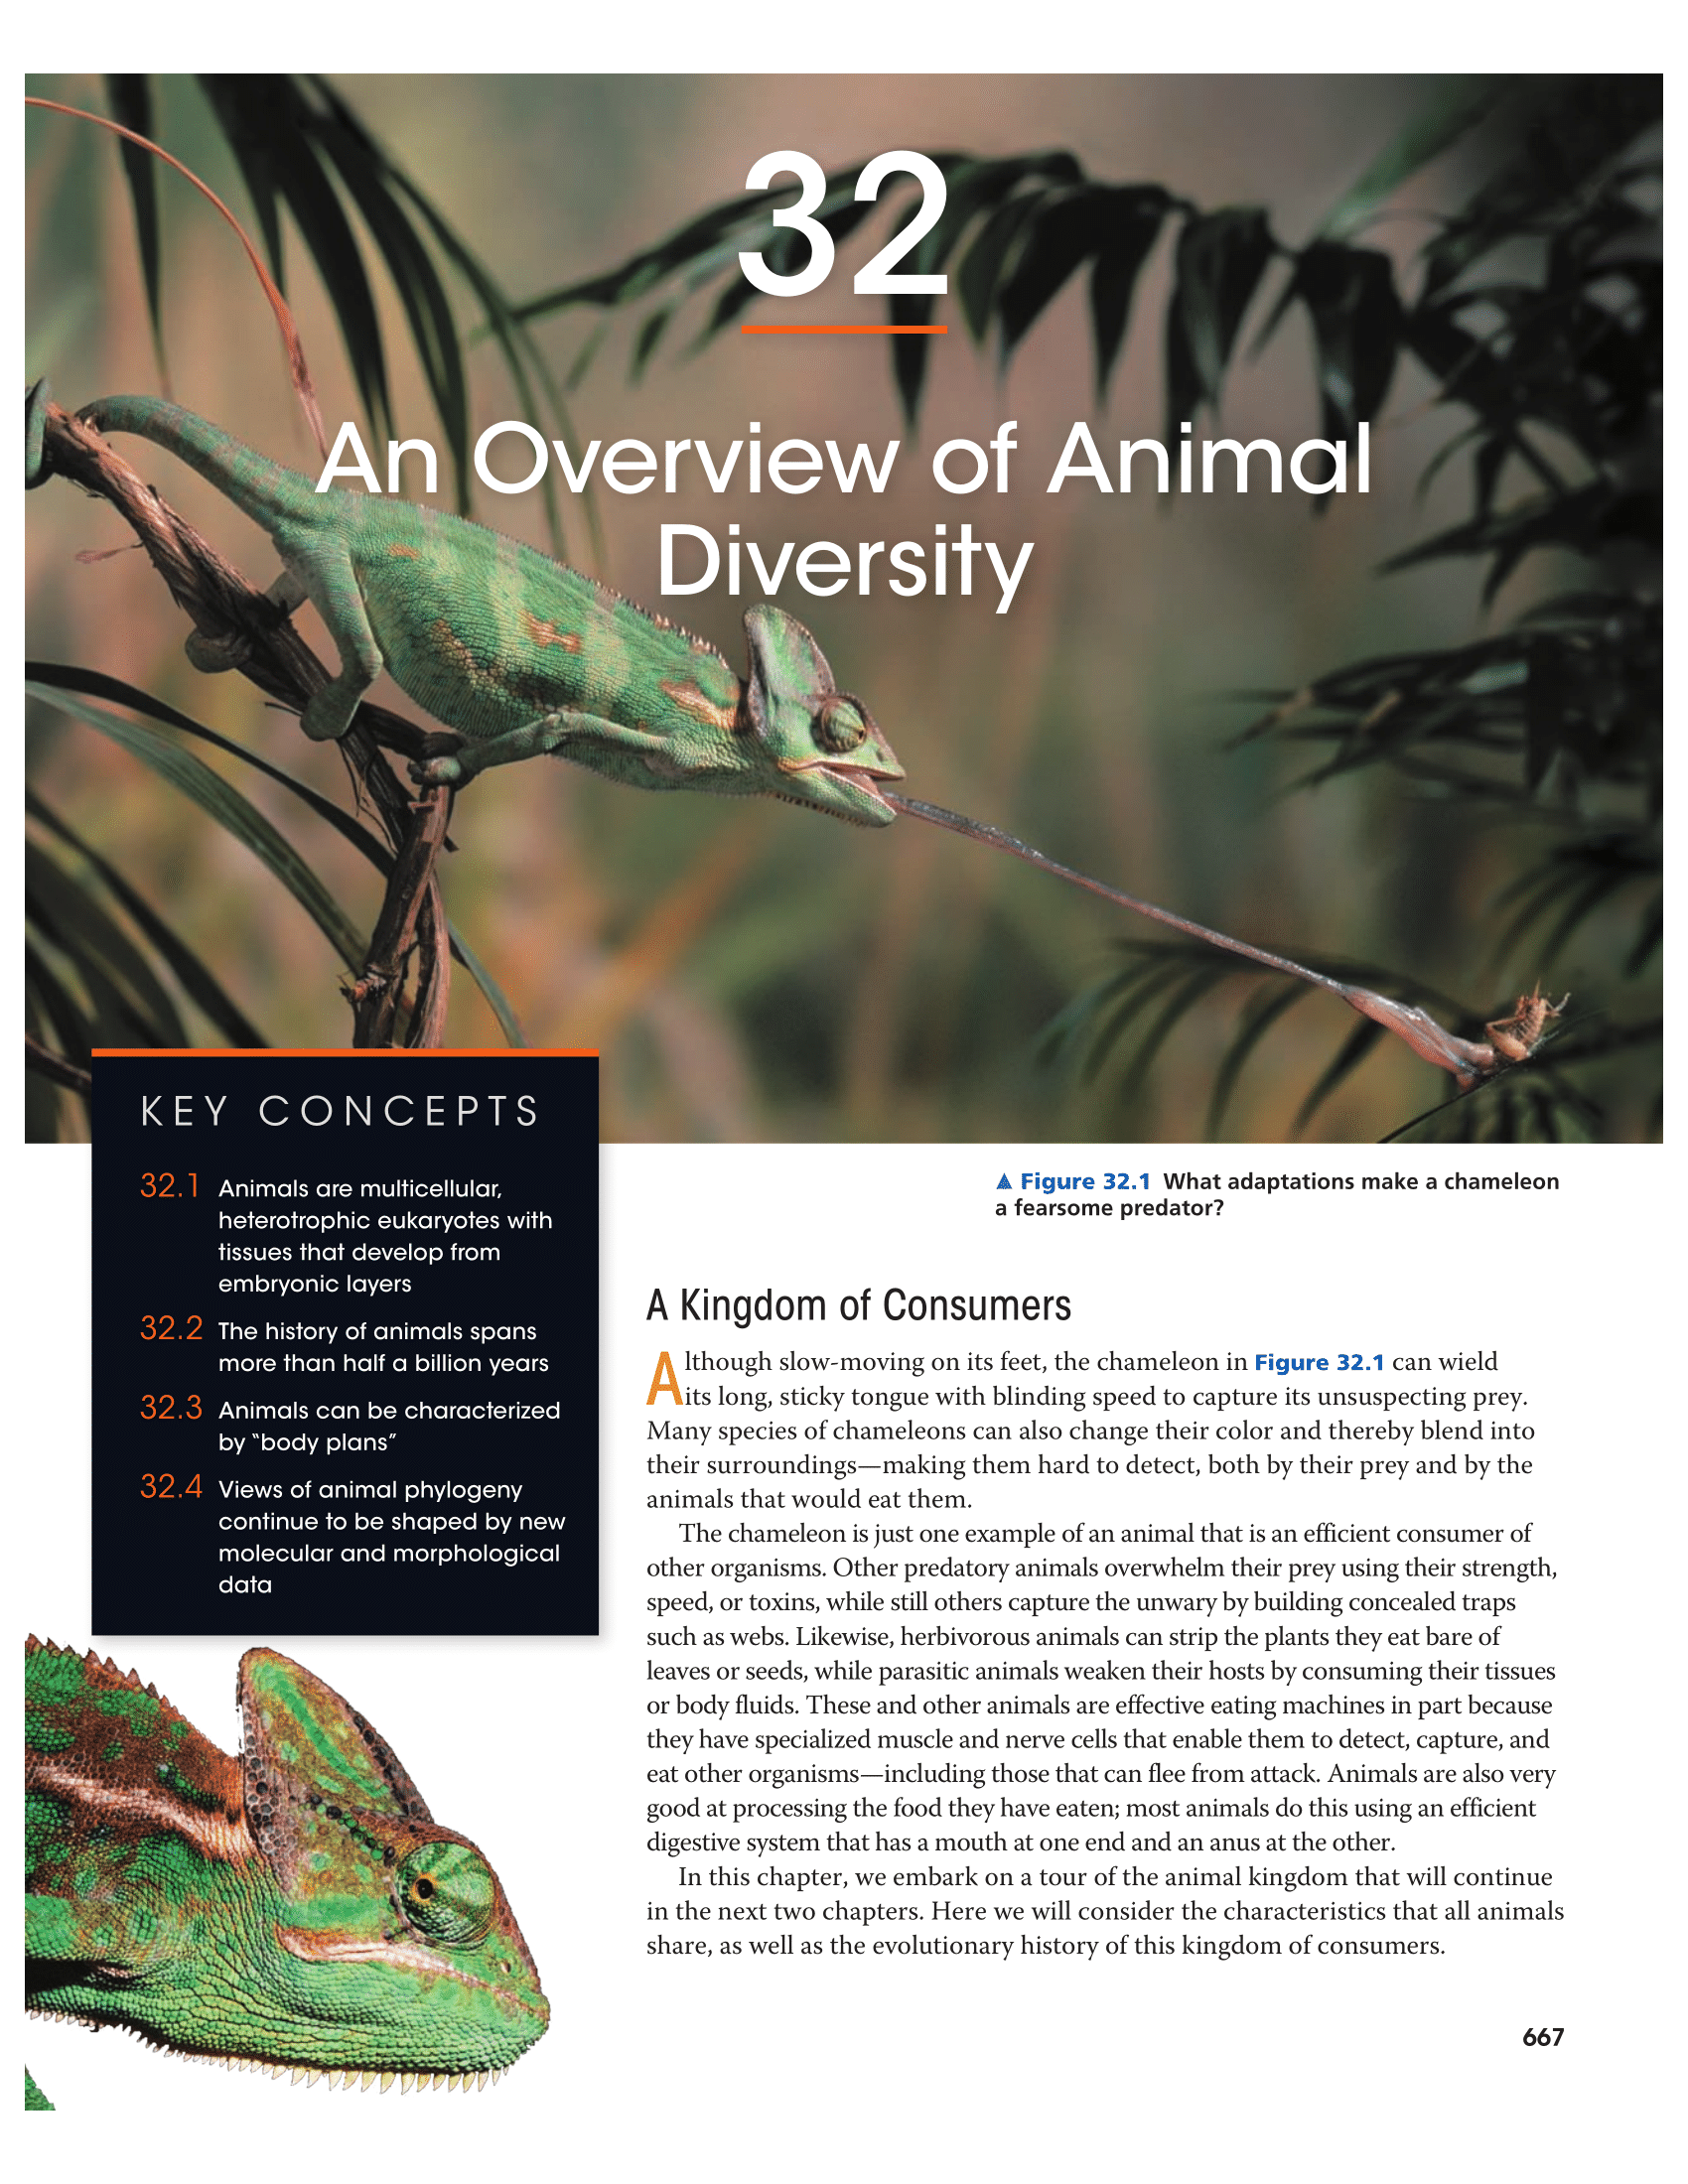 32
An Overview of Animal
Diversity
KEY CONCEPTS
32.1 Animals are multicellular,
heterotrophic eukaryotes with
tissues that develop from
embryonic layers
32.2 The history of animals spans
more than half a billion years
32.3 Animals can be characterized
by “body plans”
32.4 Views of animal phylogeny
continue to be shaped by new
molecular and morphological
data
▲ Figure 32.1 What adaptations make a chameleon
a fearsome predator?
A Kingdom of Consumers
Although slow-moving on its feet, the chameleon in Figure 32.1 can wield
its long, sticky tongue with blinding speed to capture its unsuspecting prey.
Many species of chameleons can also change their color and thereby blend into
their surroundings—making them hard to detect, both by their prey and by the
animals that would eat them.
The chameleon is just one example of an animal that is an efficient consumer of
other organisms. Other predatory animals overwhelm their prey using their strength,
speed, or toxins, while still others capture the unwary by building concealed traps
such as webs. Likewise, herbivorous animals can strip the plants they eat bare of
leaves or seeds, while parasitic animals weaken their hosts by consuming their tissues
or body fluids. These and other animals are effective eating machines in part because
they have specialized muscle and nerve cells that enable them to detect, capture, and
eat other organisms—including those that can flee from attack. Animals are also very
good at processing the food they have eaten; most animals do this using an efficient
digestive system that has a mouth at one end and an anus at the other.
In this chapter, we embark on a tour of the animal kingdom that will continue
in the next two chapters. Here we will consider the characteristics that all animals
share, as well as the evolutionary history of this kingdom of consumers.
667